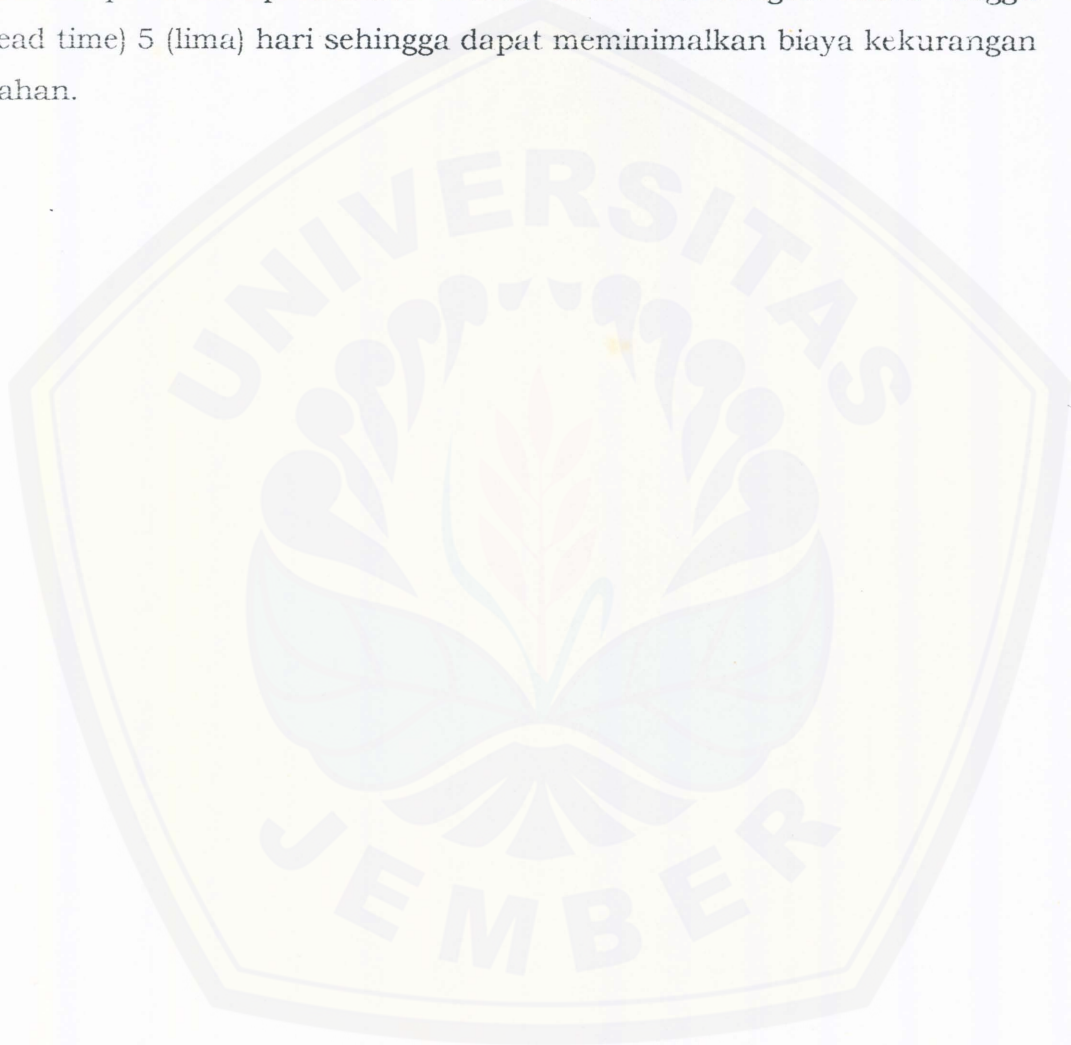 ead time) 5 (lima) hari sehingga dapat meminimalkan biaya kekurangan
ahan.
UNIVERSITAS
JEMBER